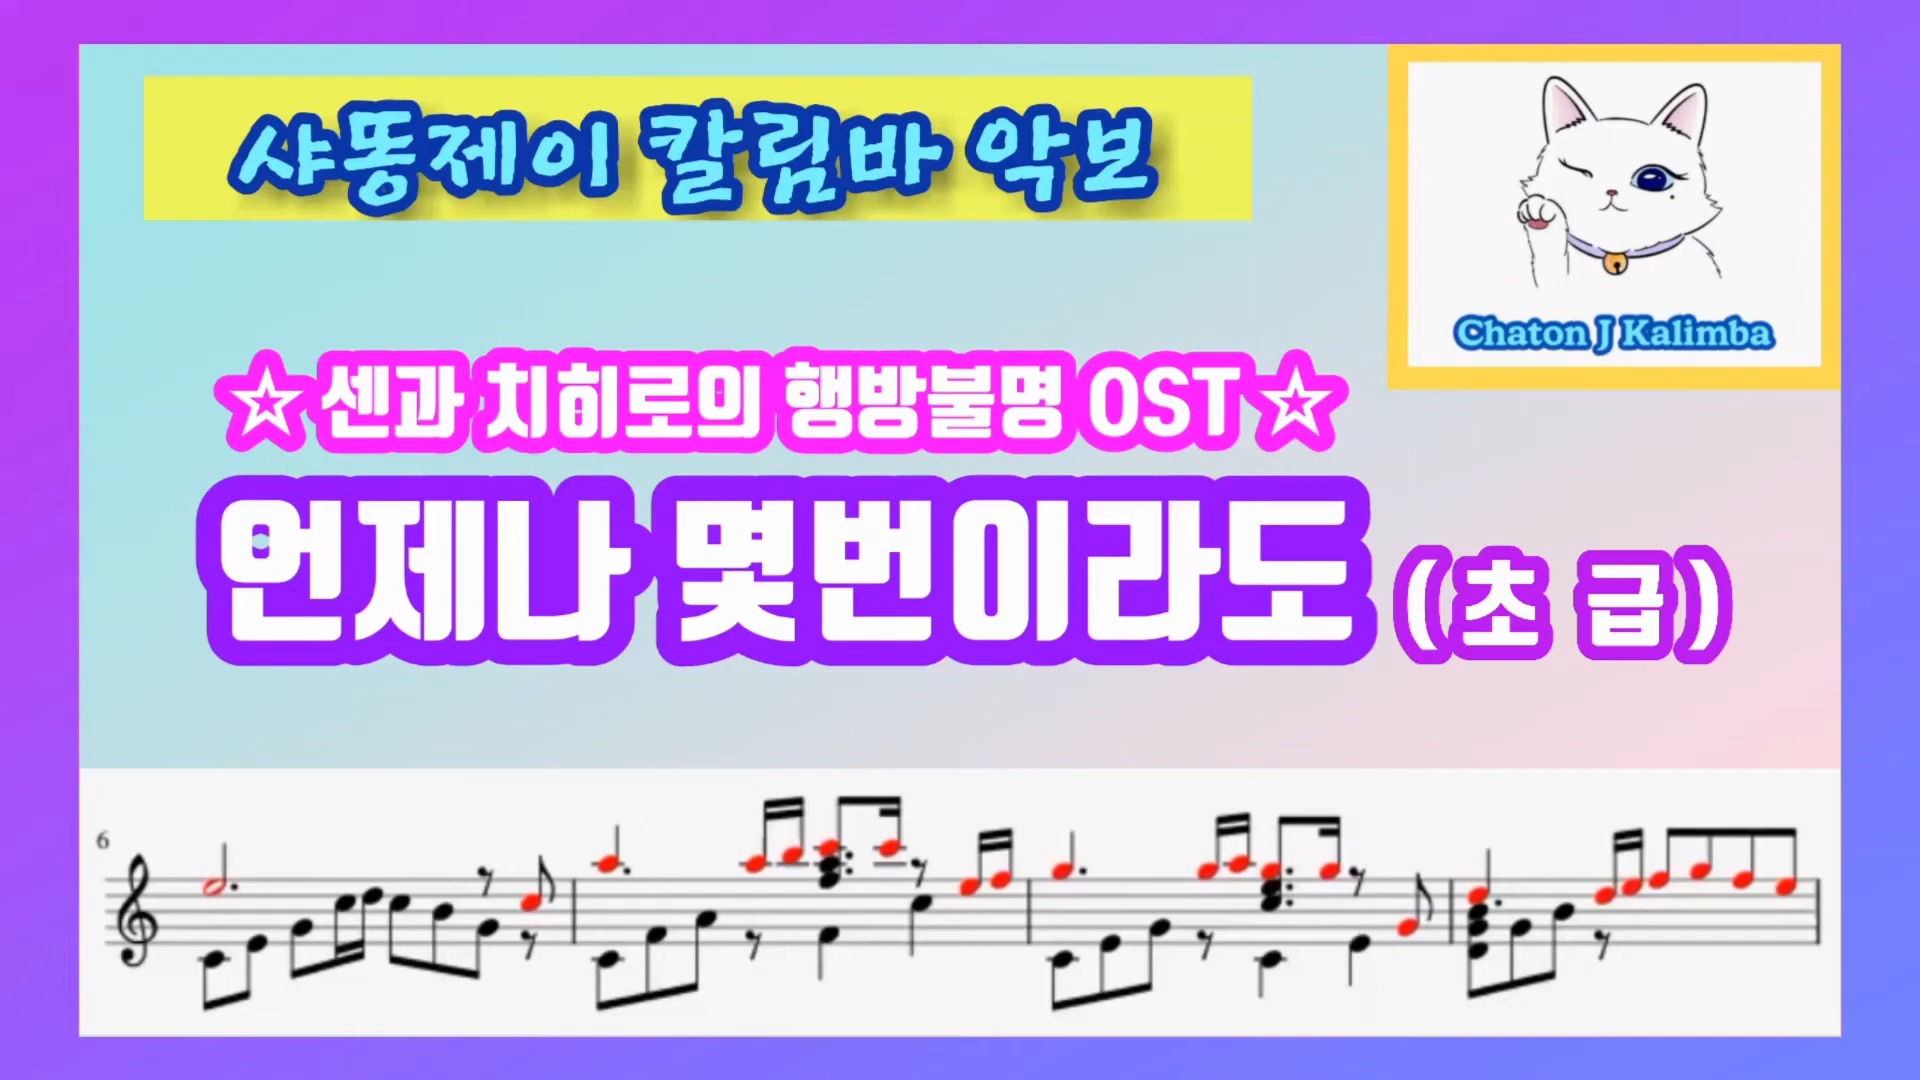 샤똥제이 칼림바 악보
Chaton J Kalimba
☆ 센과 치히로의 행방불명 OST ☆
언제나 몇번이라도 (초 급)
6